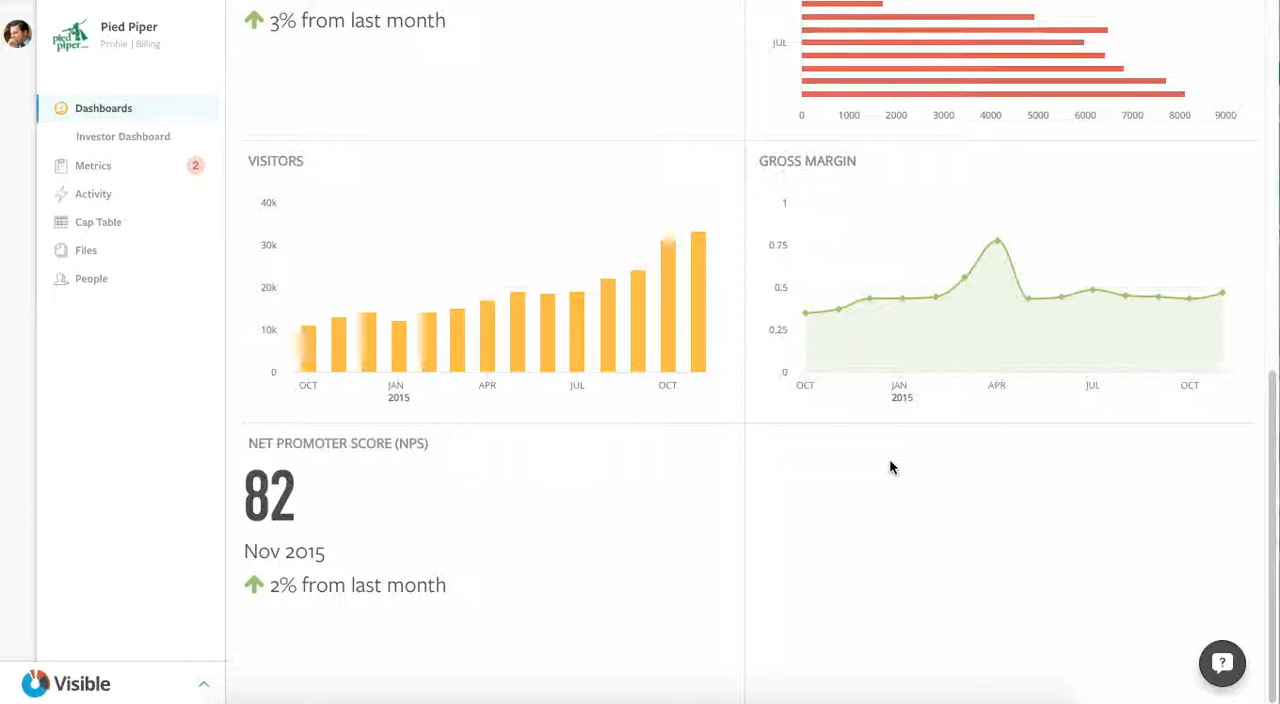 Pied Piper
Profile | Billing
pied piper
Dashboards
Investor Dashboard
Metrics 2
Activity
Cap Table
Files
People
Visible
3% from last month
JUL
0 1000 2000 3000 4000 5000 6000 7000 8000 9000
VISITORS
40k
30k
20k
10k
0
OCT JAN APR JUL OCT
2015
GROSS MARGIN
1
0.75
0.5
0.25
0
OCT JAN APR JUL OCT
2015
NET PROMOTER SCORE (NPS)
82
Nov 2015
2% from last month
?